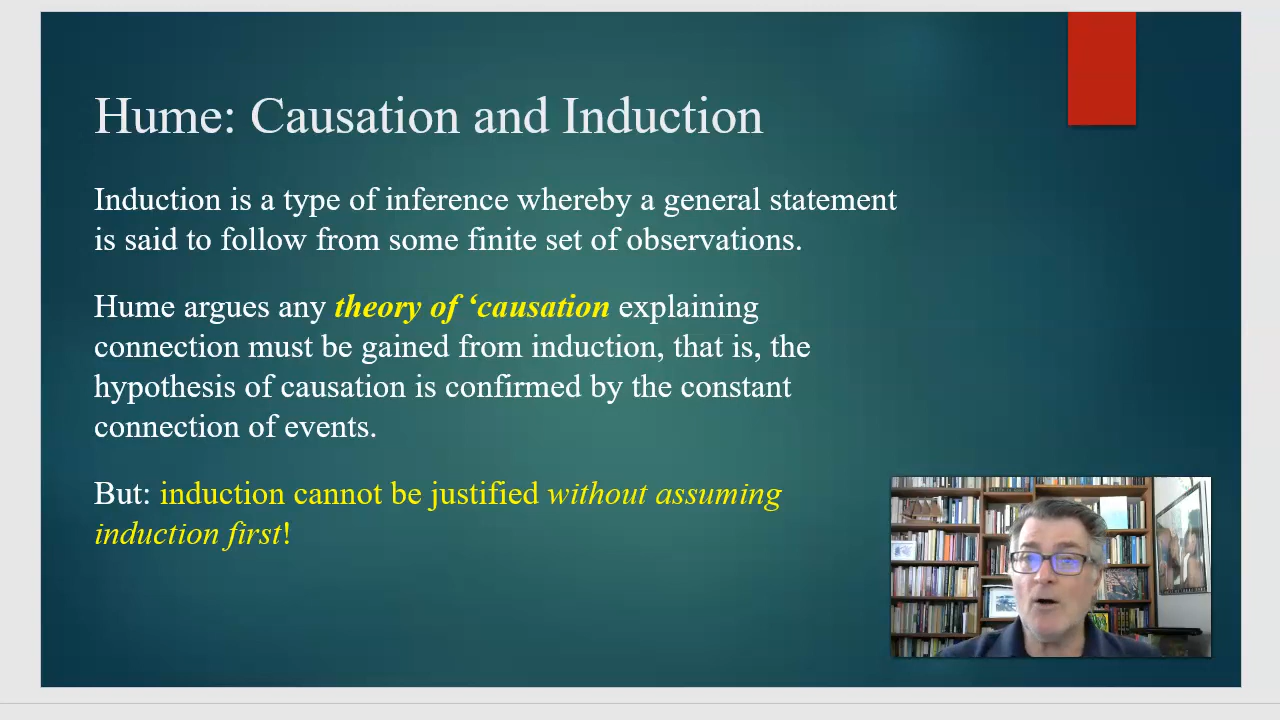 Hume: Causation and Induction
Induction is a type of inference whereby a general statement
is said to follow from some finite set of observations.
Hume argues any theory of ‘causation explaining
connection must be gained from induction, that is, the
hypothesis of causation is confirmed by the constant
connection of events.
But: induction cannot be justified without assuming
induction first!